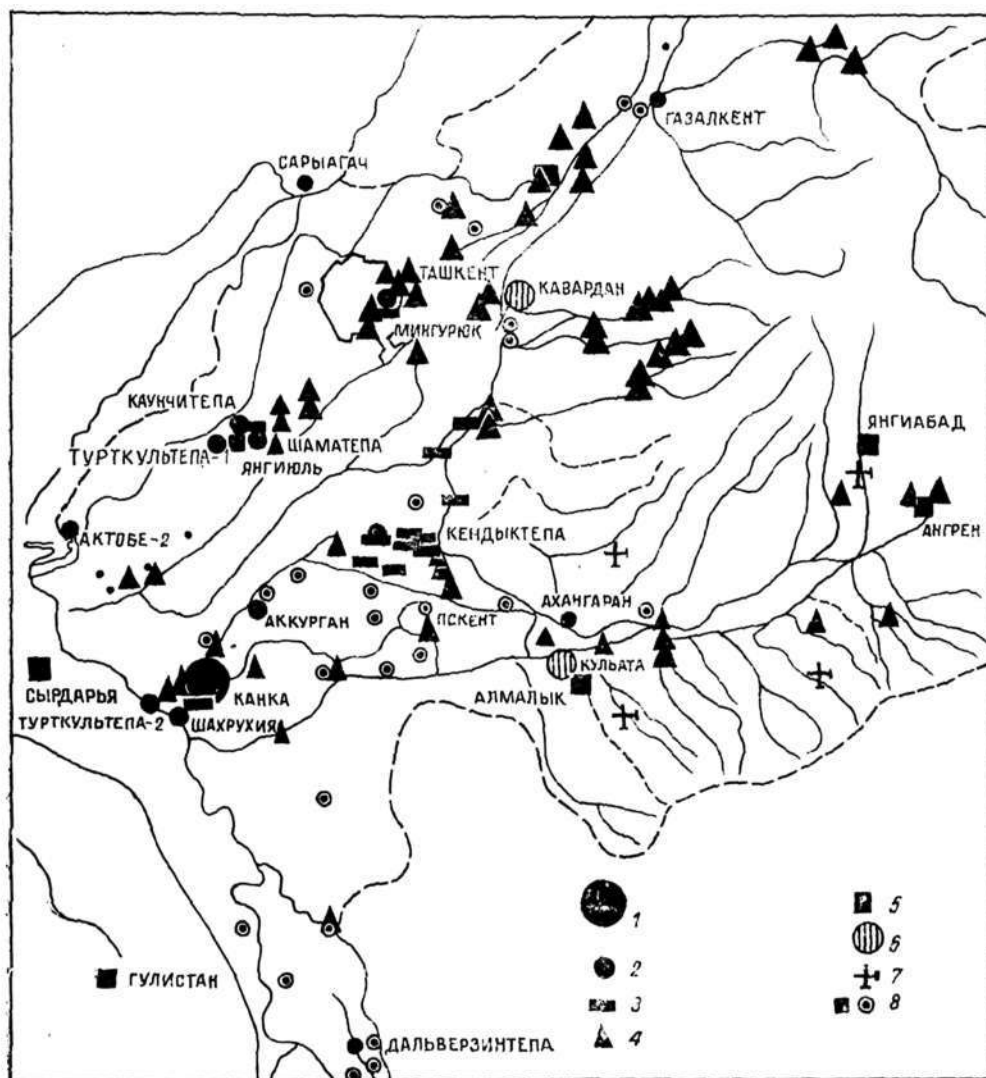 ГАЗАЛКЕНТ
САРЫАГАЧ
ТАШКЕНТ
КАВАРДАН
МИНГУРЮК
КАУНЧИТЕПА
ШАМАТЕПА
ТУРТКУЛЬТЕПА-1
ЯНГИЮЛЬ
ЯНГИАБАД
АКТОБЕ-2
КЕНДЫКТЕПА
АНГРЕН
АХАНГАРАН
АККУРГАН
ПСКЕНТ
КУЛЬАТА
СЫРДАРЬЯ
КАНКА
АЛМАЛЫК
ТУРТКУЛЬТЕПА-2
ШАХРУХИЯ
1
2
3
4
5
6
7
8
ГУЛИСТАН
ДАЛЬВЕРЗИНТЕПА